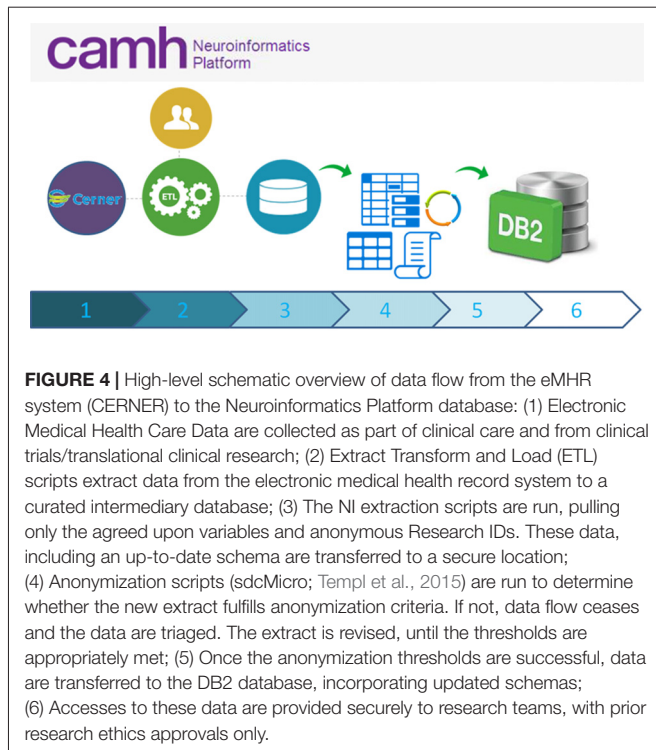 camh Neuroinformatics
Platform
Cerner
ETL
DB2
1 2 3 4 5 6
FIGURE 4 | High-level schematic overview of data flow from the eMHR
system (CERNER) to the Neuroinformatics Platform database: (1) Electronic
Medical Health Care Data are collected as part of clinical care and from clinical
trials/translational clinical research; (2) Extract Transform and Load (ETL)
scripts extract data from the electronic medical health record system to a
curated intermediary database; (3) The NI extraction scripts are run, pulling
only the agreed upon variables and anonymous Research IDs. These data,
including an up-to-date schema are transferred to a secure location;
(4) Anonymization scripts (sdcMicro; Templ et al., 2015) are run to determine
whether the new extract fulfills anonymization criteria. If not, data flow ceases
and the data are triaged. The extract is revised, until the thresholds are
appropriately met; (5) Once the anonymization thresholds are successful, data
are transferred to the DB2 database, incorporating updated schemas;
(6) Accesses to these data are provided securely to research teams, with prior
research ethics approvals only.